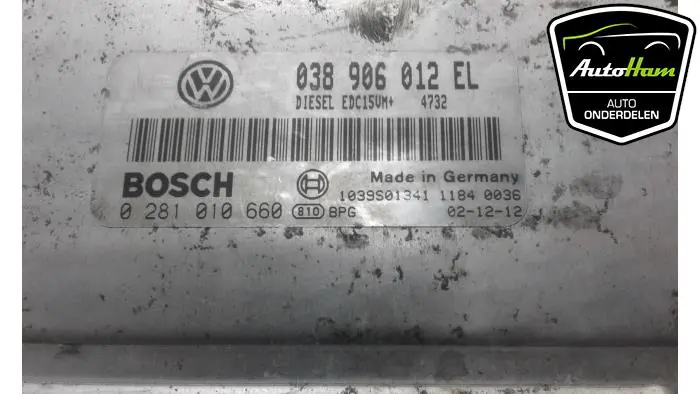 038 906 012 EL
DIESEL EDC15VM+ 4732
BOSCH
Made in Germany
1039S01341 1184 0036
0 281 010 660 810 BPG 02-12-12
AutoHam
AUTO
ONDERDELEN